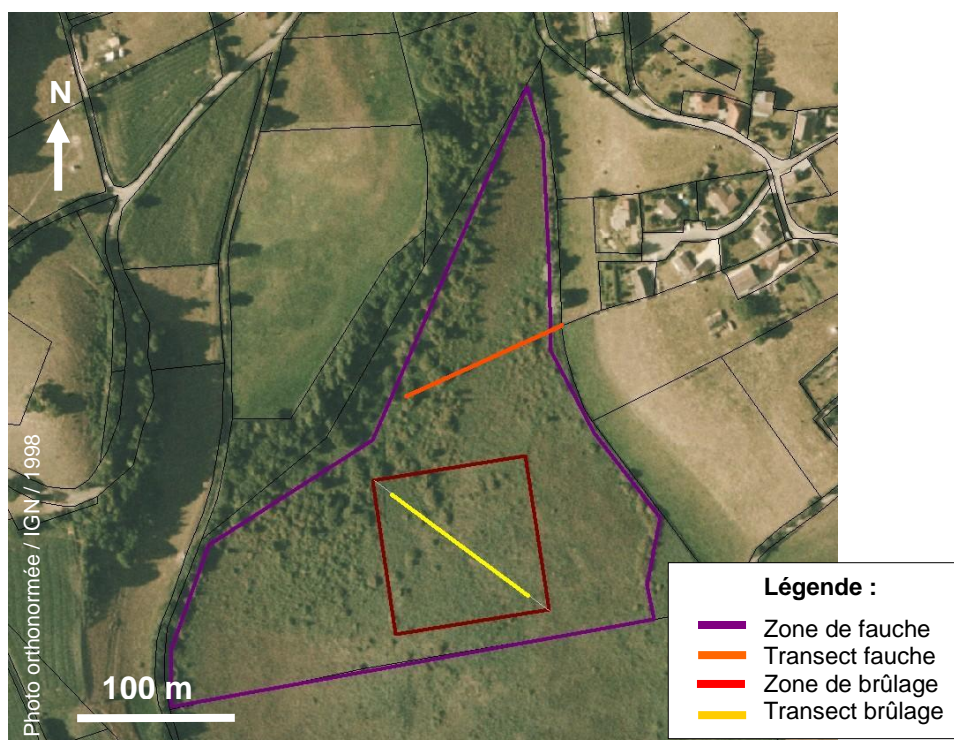 N
Photo orthonormée / IGN / 1998
100 m
Légende :
Zone de fauche
Transect fauche
Zone de brûlage
Transect brûlage